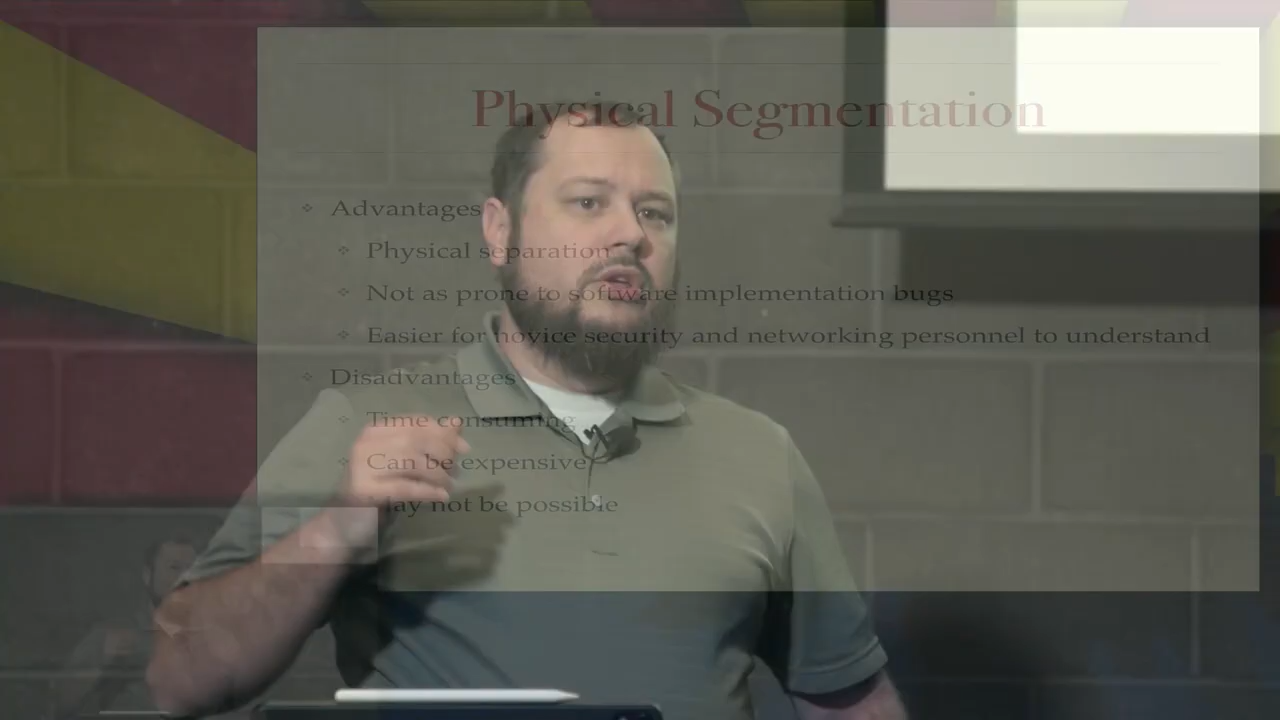 Physical Segmentation
Advantages
Physical separation
Not as prone to software implementation bugs
Easier for novice security and networking personnel to understand
Disadvantages
Time consuming
Can be expensive
May not be possible